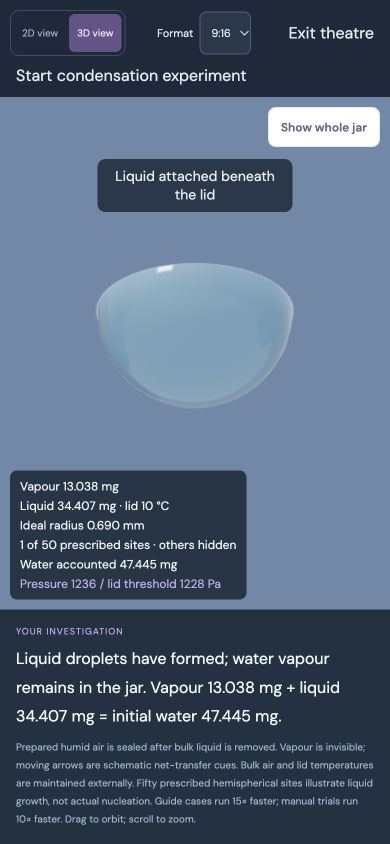 2D view
3D view
Format
9:16
Exit theatre
Start condensation experiment
Show whole jar
Liquid attached beneath
the lid
Vapour 13.038 mg
Liquid 34.407 mg · lid 10 °C
Ideal radius 0.690 mm
1 of 50 prescribed sites · others hidden
Water accounted 47.445 mg
Pressure 1236 / lid threshold 1228 Pa
YOUR INVESTIGATION
Liquid droplets have formed; water vapour
remains in the jar. Vapour 13.038 mg + liquid
34.407 mg = initial water 47.445 mg.
Prepared humid air is sealed after bulk liquid is removed. Vapour is invisible;
moving arrows are schematic net-transfer cues. Bulk air and lid temperatures
are maintained externally. Fifty prescribed hemispherical sites illustrate liquid
growth, not actual nucleation. Guide cases run 15× faster; manual trials run
10× faster. Drag to orbit; scroll to zoom.